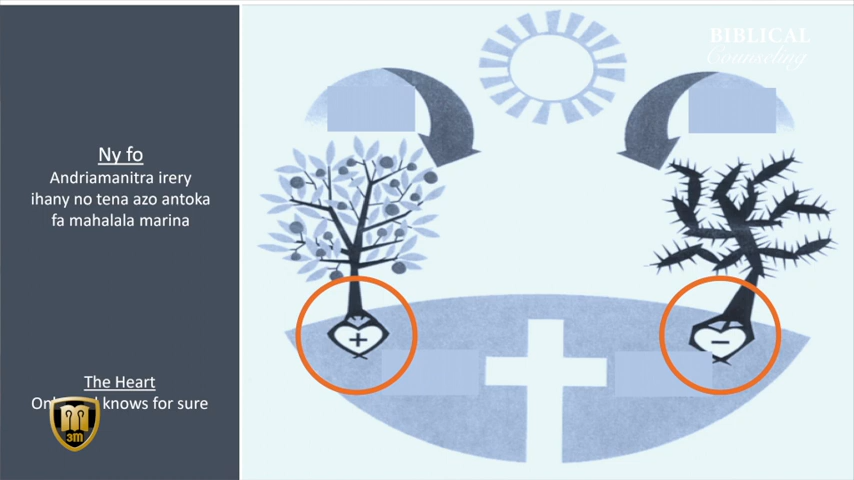 Ny fo
Andriamanitra irery
ihany no tena azo antoka
fa mahalala marina
The Heart
knows for sure
3M
BIBLICAL
Counseling
+
−